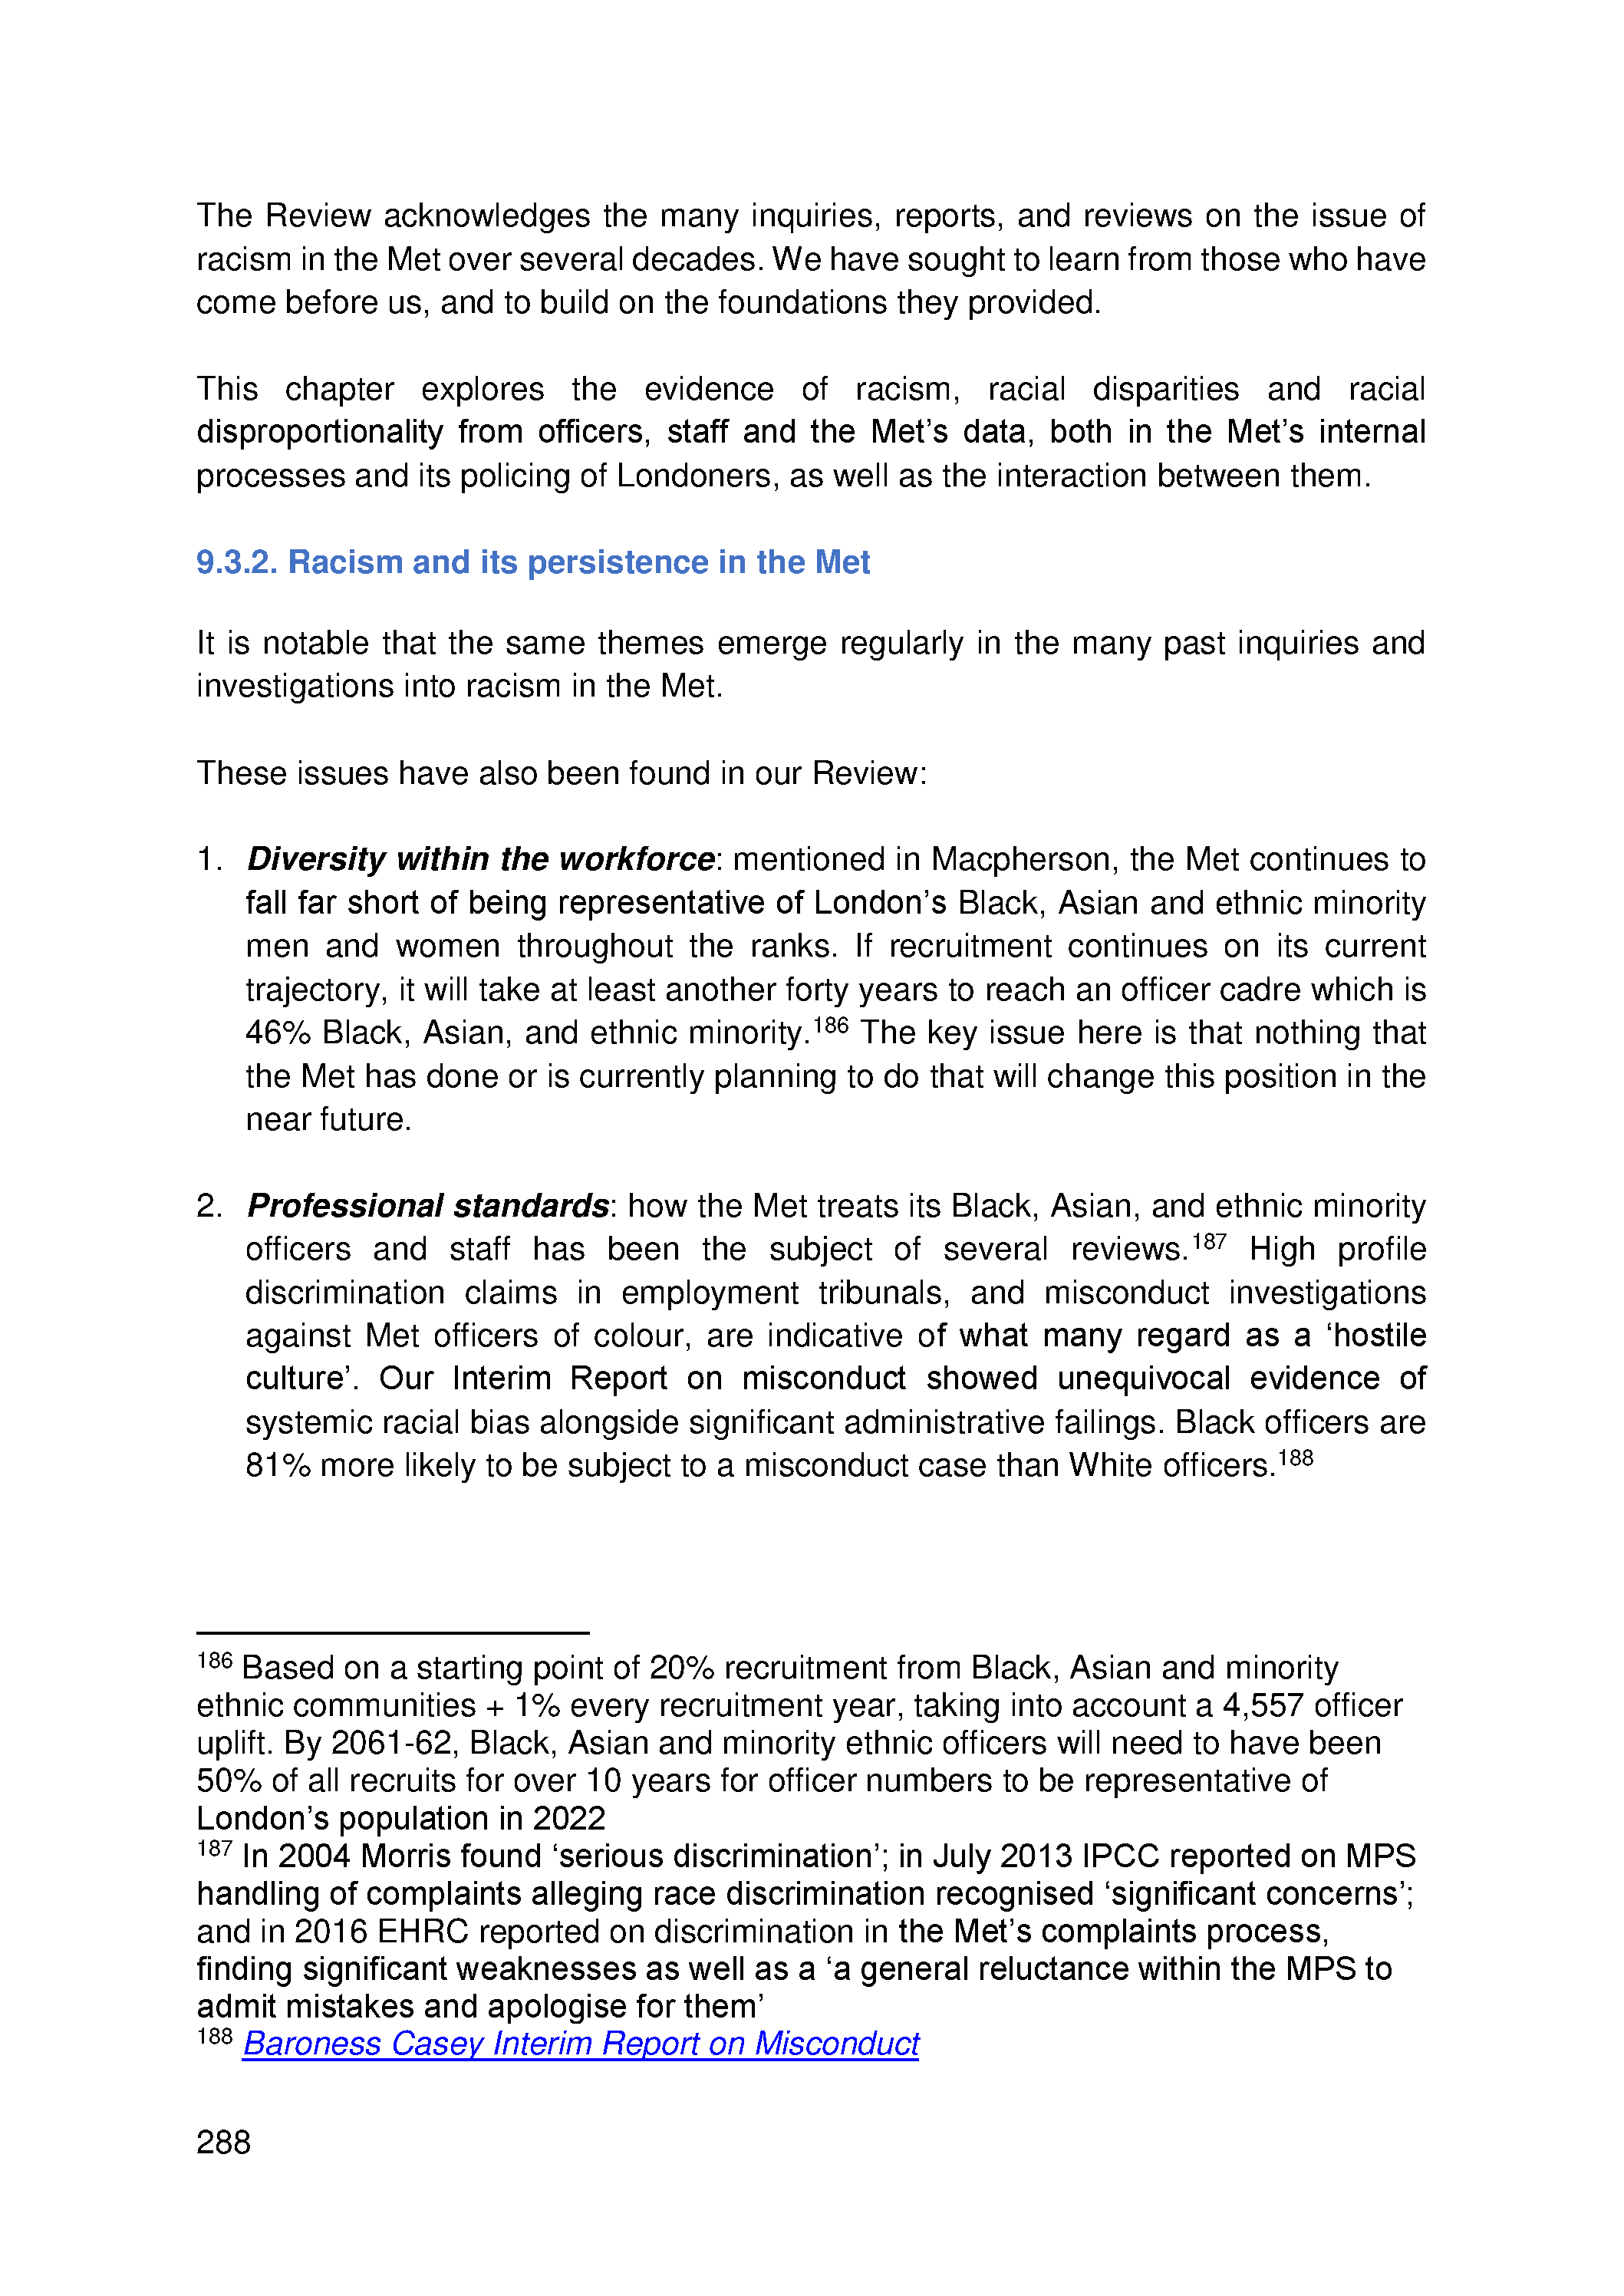 The Review acknowledges the many inquiries, reports, and reviews on the issue of
racism in the Met over several decades. We have sought to learn from those who have
come before us, and to build on the foundations they provided.
This chapter explores the evidence of racism, racial disparities and racial
disproportionality from officers, staff and the Met’s data, both in the Met’s internal
processes and its policing of Londoners, as well as the interaction between them.
9.3.2. Racism and its persistence in the Met
It is notable that the same themes emerge regularly in the many past inquiries and
investigations into racism in the Met.
These issues have also been found in our Review:
1. Diversity within the workforce: mentioned in Macpherson, the Met continues to
fall far short of being representative of London’s Black, Asian and ethnic minority
men and women throughout the ranks. If recruitment continues on its current
trajectory, it will take at least another forty years to reach an officer cadre which is
46% Black, Asian, and ethnic minority.186 The key issue here is that nothing that
the Met has done or is currently planning to do that will change this position in the
near future.
2. Professional standards: how the Met treats its Black, Asian, and ethnic minority
officers and staff has been the subject of several reviews.187 High profile
discrimination claims in employment tribunals, and misconduct investigations
against Met officers of colour, are indicative of what many regard as a ‘hostile
culture’. Our Interim Report on misconduct showed unequivocal evidence of
systemic racial bias alongside significant administrative failings. Black officers are
81% more likely to be subject to a misconduct case than White officers.188
186 Based on a starting point of 20% recruitment from Black, Asian and minority
ethnic communities + 1% every recruitment year, taking into account a 4,557 officer
uplift. By 2061-62, Black, Asian and minority ethnic officers will need to have been
50% of all recruits for over 10 years for officer numbers to be representative of
London’s population in 2022
187 In 2004 Morris found ‘serious discrimination’; in July 2013 IPCC reported on MPS
handling of complaints alleging race discrimination recognised ‘significant concerns’;
and in 2016 EHRC reported on discrimination in the Met’s complaints process,
finding significant weaknesses as well as a ‘a general reluctance within the MPS to
admit mistakes and apologise for them’
188 Baroness Casey Interim Report on Misconduct
288